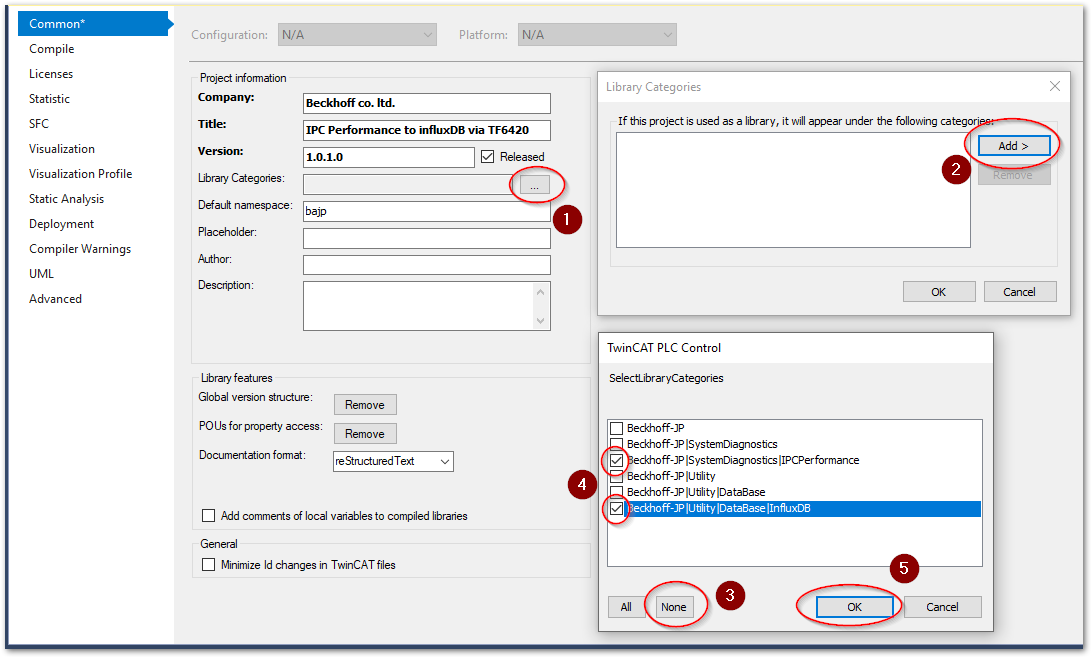 Common*
Compile
Licenses
Statistic
SFC
Visualization
Visualization Profile
Static Analysis
Deployment
Compiler Warnings
UML
Advanced
Configuration: N/A Platform: N/A
Project information
Company: Beckhoff co. ltd.
Title: IPC Performance to influxDB via TF6420
Version: 1.0.1.0 Released
Library Categories: ...
1
Default namespace: bajp
Placeholder:
Author:
Description:
Library features
Global version structure: Remove
POUs for property access: Remove
Documentation format: reStructuredText
Add comments of local variables to compiled libraries
General
Minimize Id changes in TwinCAT files
Library Categories
If this project is used as a library, it will appear under the following categories:
Add >
2
Remove
OK Cancel
TwinCAT PLC Control
SelectLibraryCategories
Beckhoff-JP
Beckhoff-JP|SystemDiagnostics
Beckhoff-JP|SystemDiagnostics|IPCPerformance
Beckhoff-JP|Utility
4
Beckhoff-JP|Utility|DataBase
Beckhoff-JP|Utility|DataBase|InfluxDB
5
3
All None OK Cancel